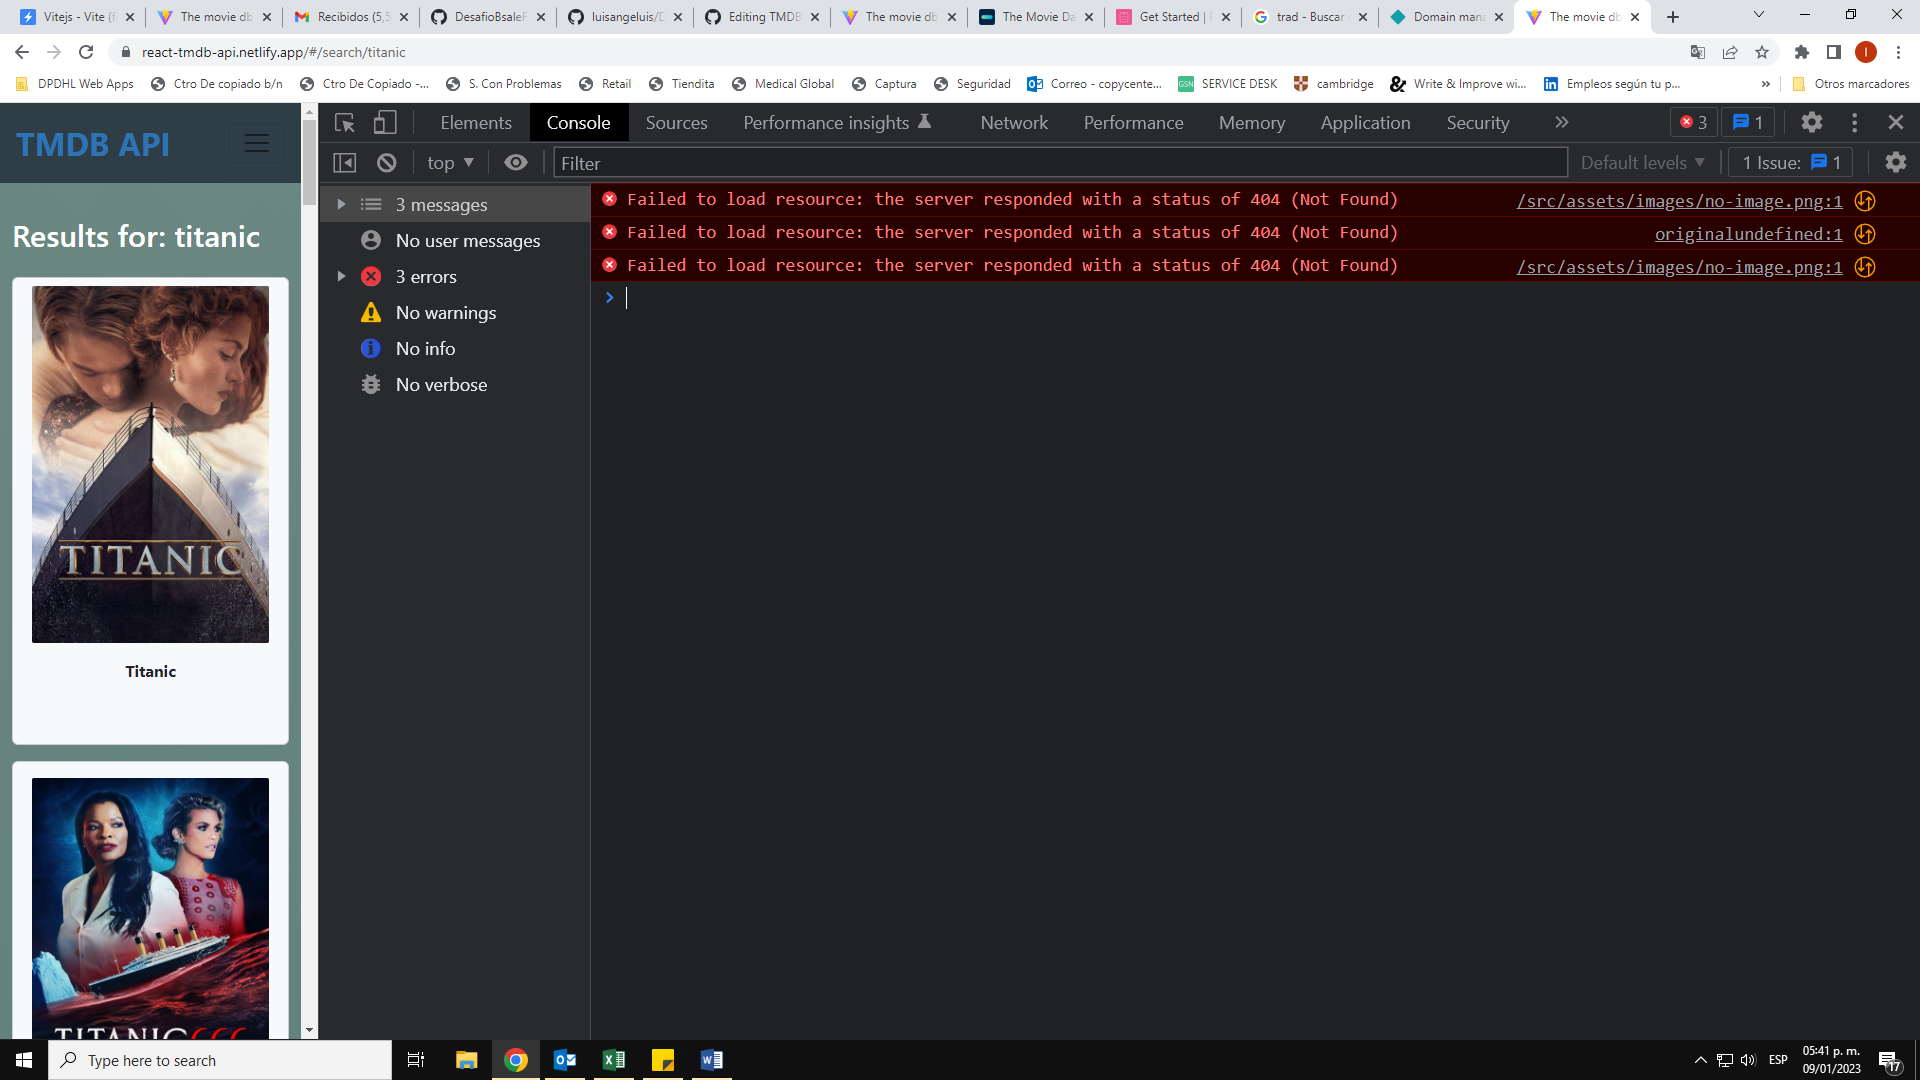 Vitejs - Vite (f
The movie db
Recibidos (5,5
DesafioBsaleF
luisangeluis/D
Editing TMDB
The movie db
The Movie Da
Get Started |
trad - Buscar
Domain man
The movie db
react-tmdb-api.netlify.app/#/search/titanic
I
DPDHL Web Apps
Ctro De copiado b/n
Ctro De Copiado -...
S. Con Problemas
Retail
Tiendita
Medical Global
Captura
Seguridad
Correo - copycente...
GSN
SERVICE DESK
cambridge
Write & Improve wi...
Empleos según tu p...
»
Otros marcadores
TMDB API
Elements
Console
Sources
Performance insights
Network
Performance
Memory
Application
Security
3
1
top
Filter
Default levels
1 Issue: 1
3 messages
No user messages
3 errors
No warnings
No info
No verbose
Failed to load resource: the server responded with a status of 404 (Not Found) /src/assets/images/no-image.png:1
Failed to load resource: the server responded with a status of 404 (Not Found) originalundefined:1
Failed to load resource: the server responded with a status of 404 (Not Found) /src/assets/images/no-image.png:1
Results for: titanic
TITANIC
Titanic
TITANIC 666
Type here to search
ESP
05:41 p. m.
09/01/2023
17